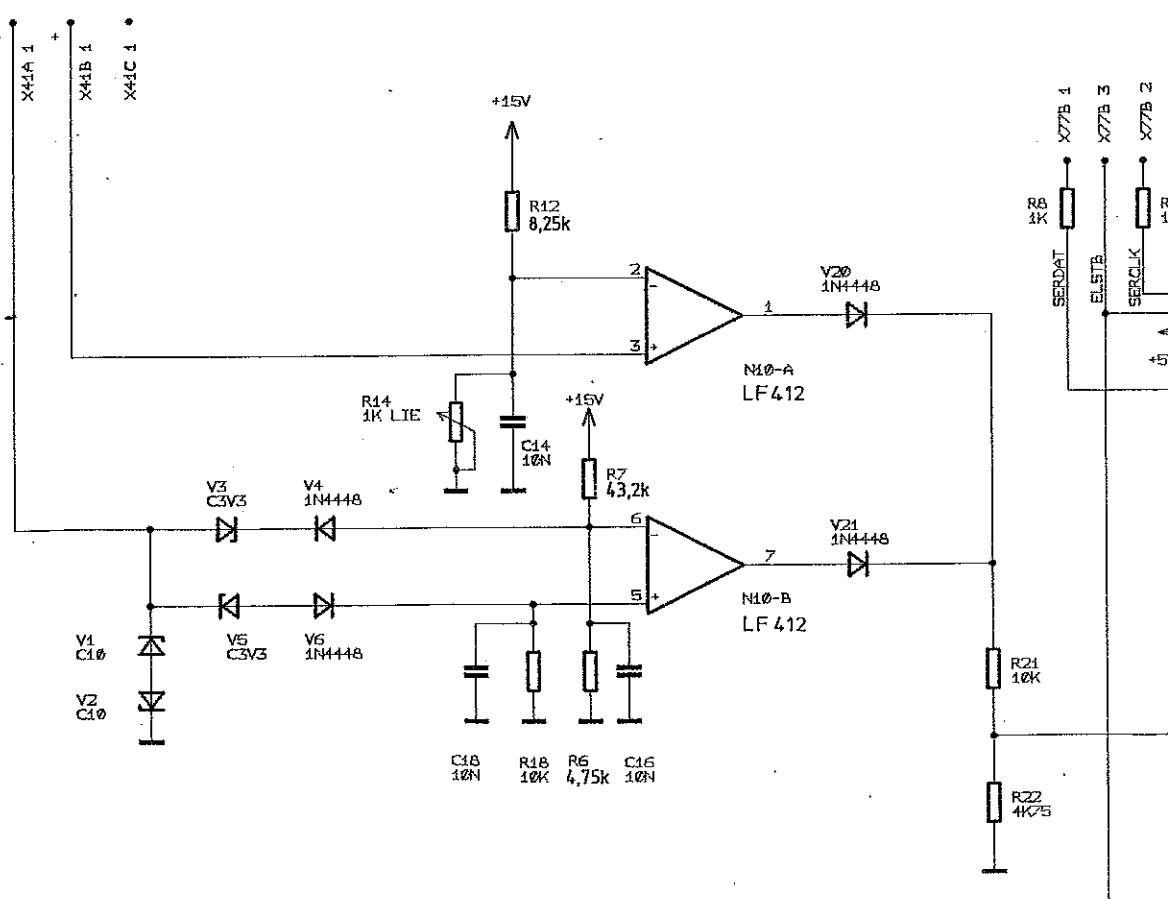 X41A 1
+
X41B 1
X41C 1
+15V
R12
8,25k
2
-
3
+
1
N10-A
LF412
V20
1N4448
R14
1K LIE
C14
10N
+15V
R7
43,2k
V3
C3V3
V4
1N4448
6
-
5
+
7
N10-B
LF412
V21
1N4448
V5
C3V3
V6
1N4448
V1
C10
V2
C10
C18
10N
R18
10K
R6
4,75k
C16
10N
R21
10K
R22
4K75
X77B 1
X77B 3
X77B 2
R8
1K
R
1
SERDAT
ELSTB
SERCLK
+5